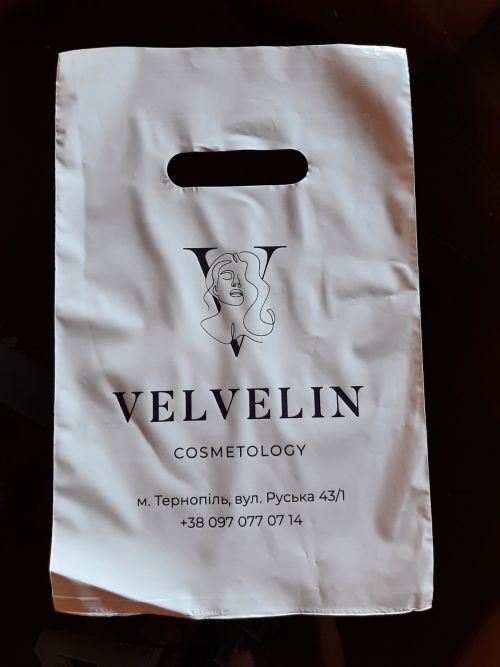 V
VELVELIN
COSMETOLOGY
м. Тернопіль, вул. Руська 43/1
+38 097 077 07 14